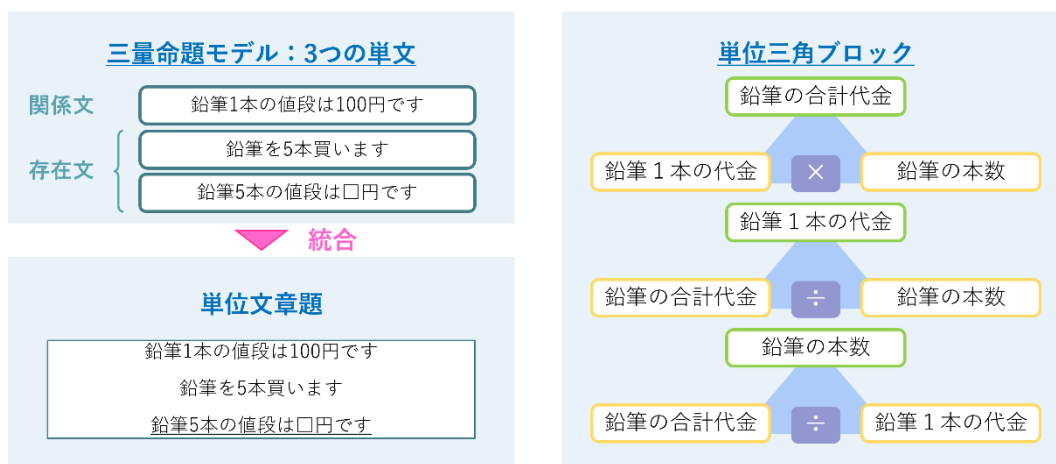 三量命題モデル：3つの単文
関係文
鉛筆1本の値段は100円です
存在文
鉛筆を5本買います
鉛筆5本の値段は□円です
統合
単位文章題
鉛筆1本の値段は100円です
鉛筆を5本買います
鉛筆5本の値段は□円です
単位三角ブロック
鉛筆の合計代金
鉛筆１本の代金 × 鉛筆の本数
鉛筆１本の代金
鉛筆の合計代金 ÷ 鉛筆の本数
鉛筆の本数
鉛筆の合計代金 ÷ 鉛筆１本の代金